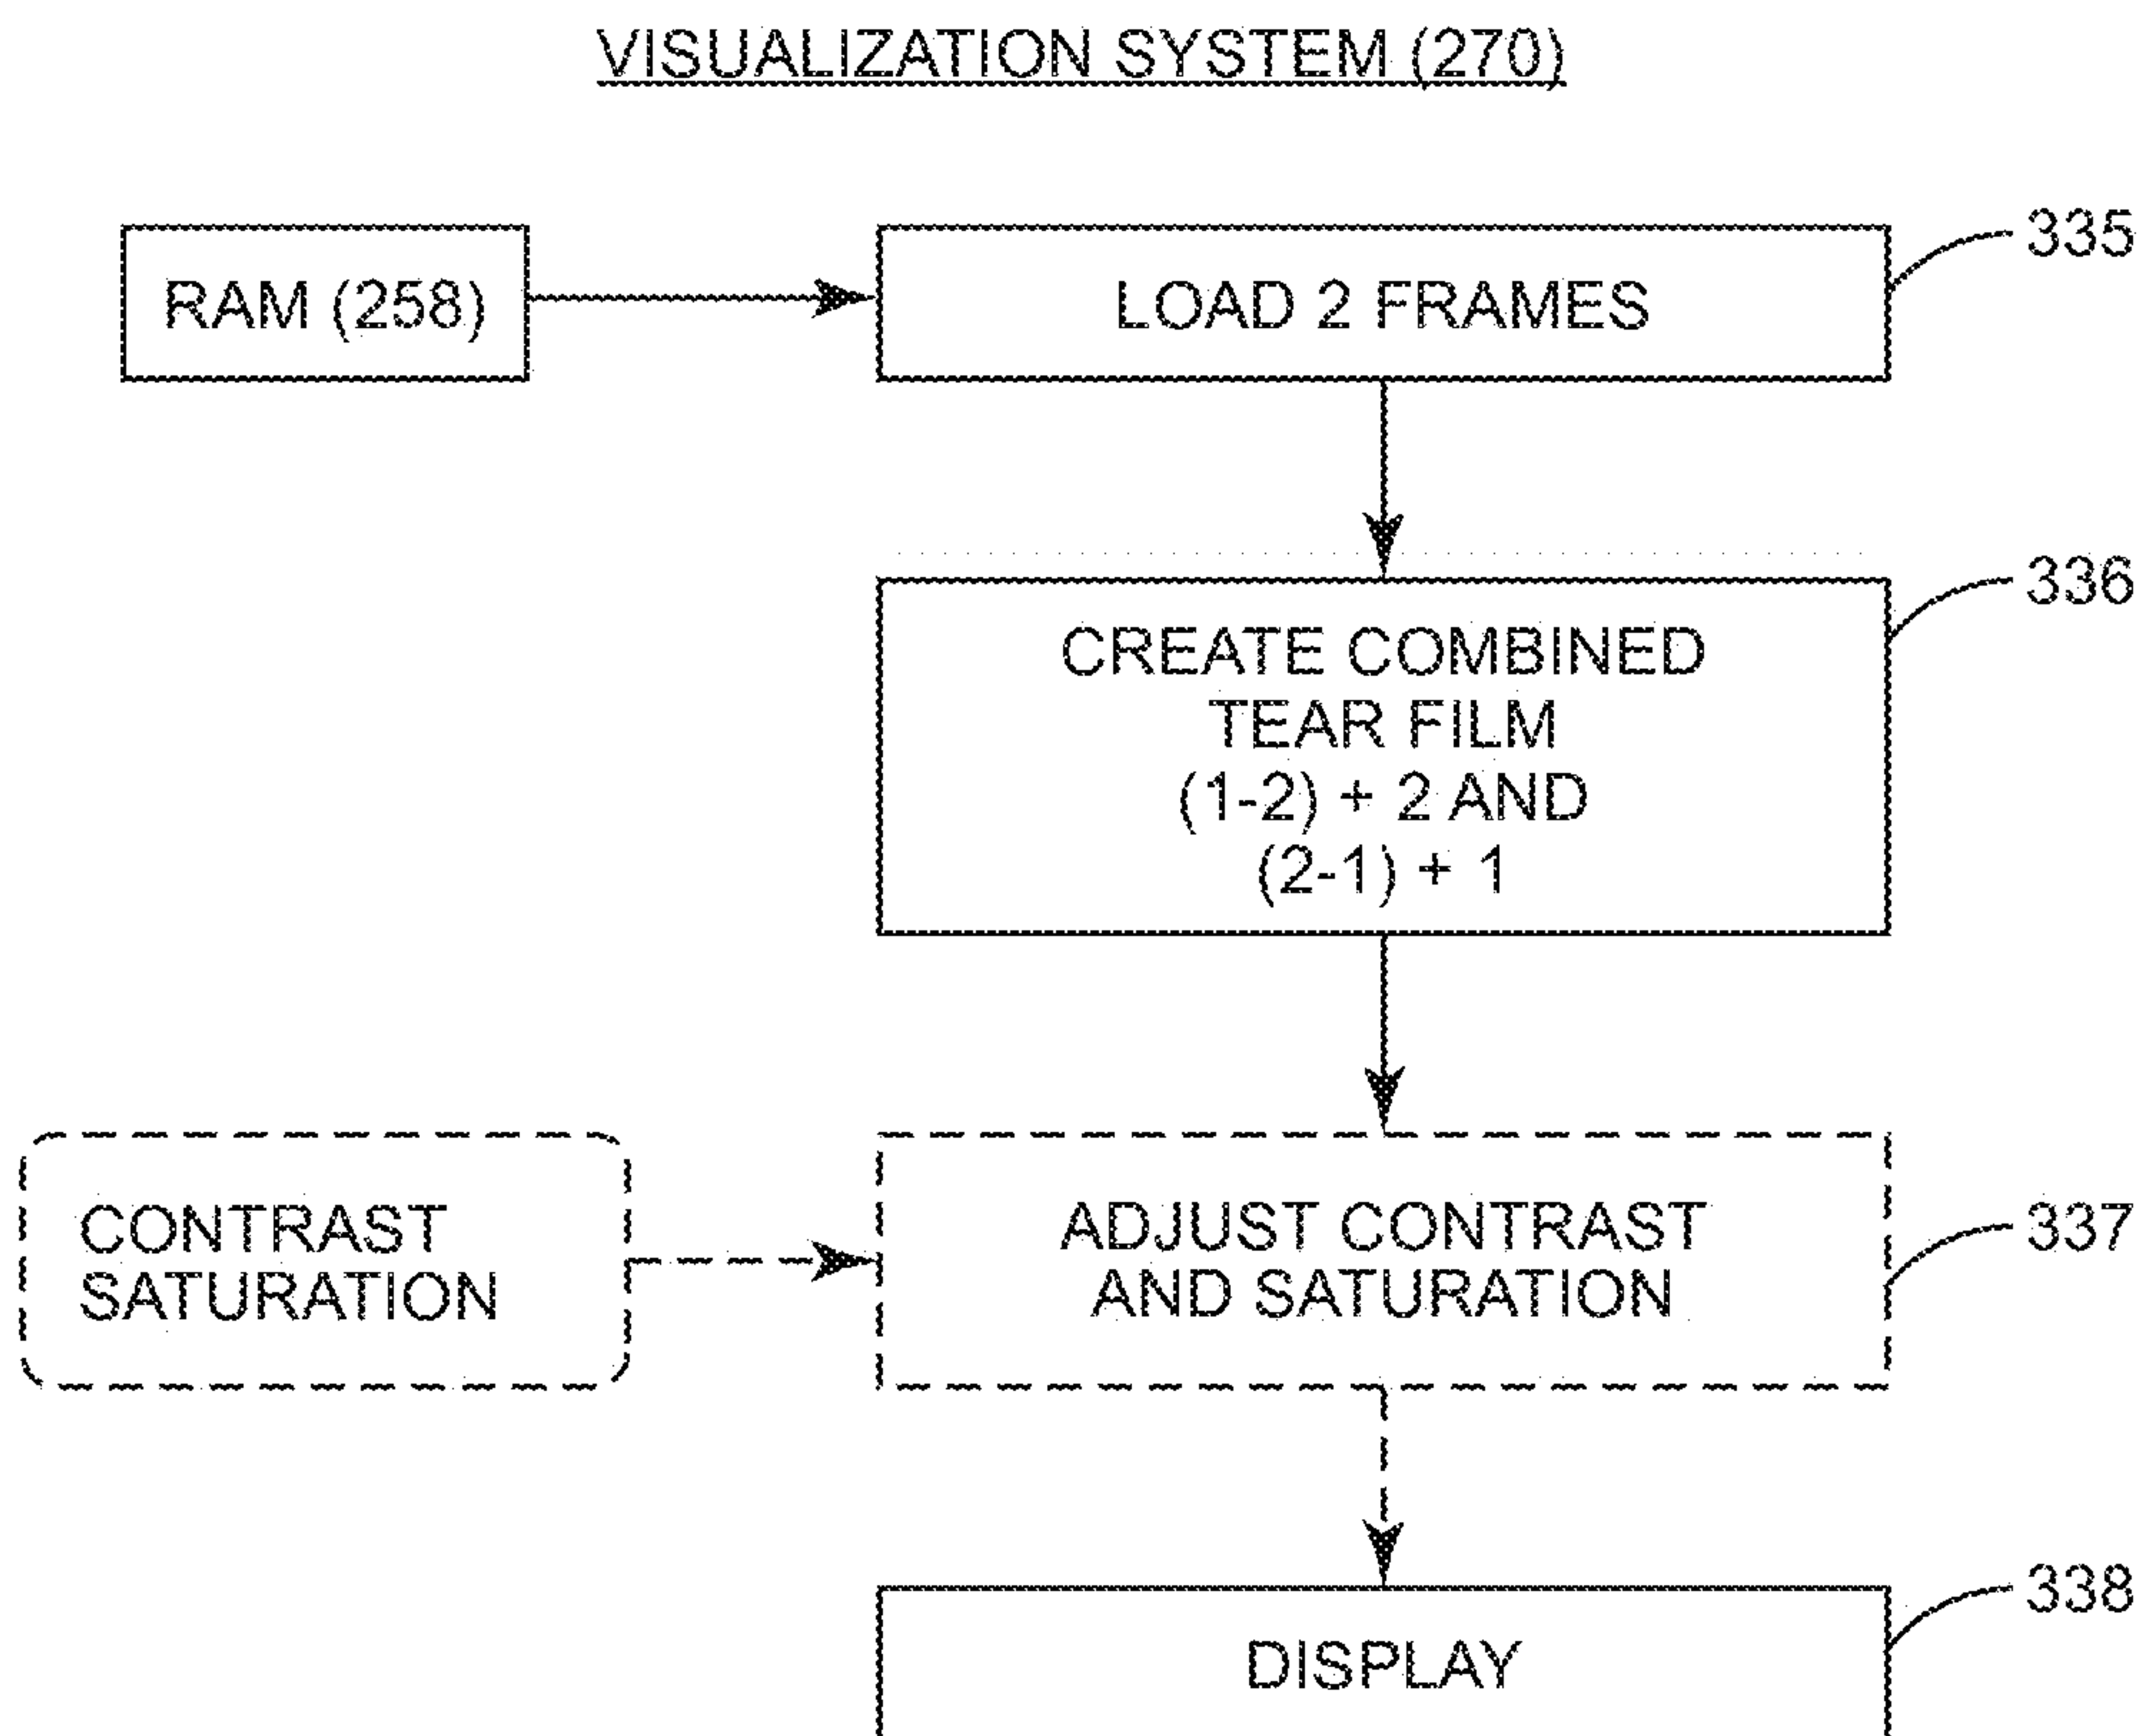 VISUALIZATION SYSTEM (270)
RAM (258)
LOAD 2 FRAMES
335
CREATE COMBINED
TEAR FILM
(1-2) + 2 AND
(2-1) + 1
336
CONTRAST
SATURATION
ADJUST CONTRAST
AND SATURATION
337
DISPLAY
338